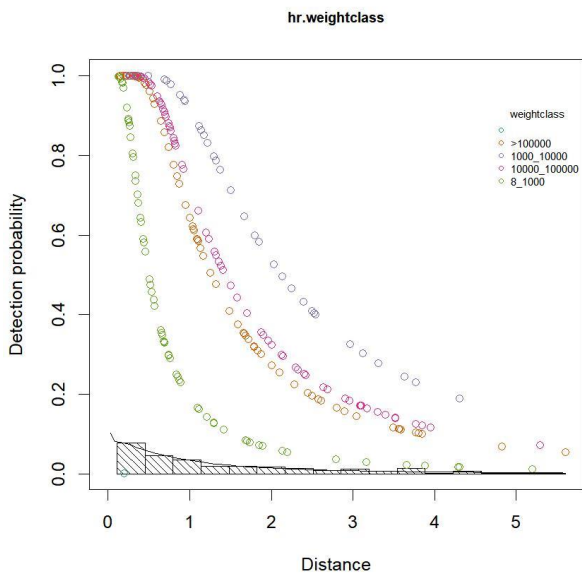 hr.weightclass
Detection probability
1.0
0.8
0.6
0.4
0.2
0.0
weightclass
>100000
1000_10000
10000_100000
8_1000
0 1 2 3 4 5
Distance